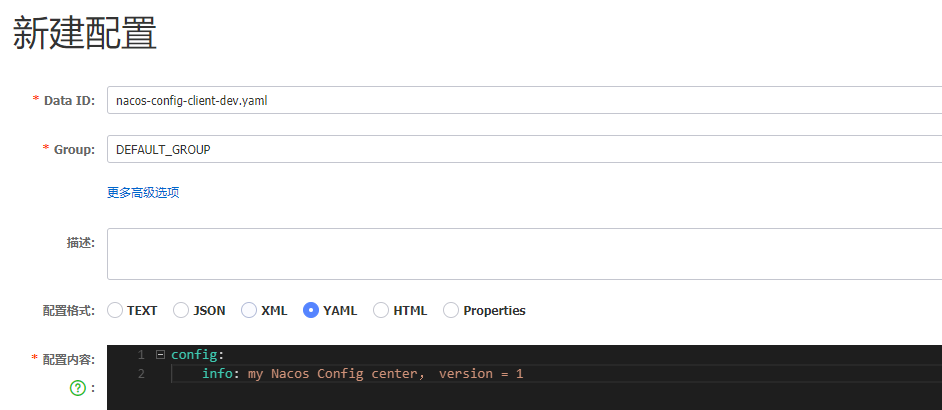 新建配置
* Data ID: nacos-config-client-dev.yaml
* Group: DEFAULT_GROUP
更多高级选项
描述:
配置格式: TEXT JSON XML YAML HTML Properties
* 配置内容: 1 config:
? : 2 info: my Nacos Config center， version = 1